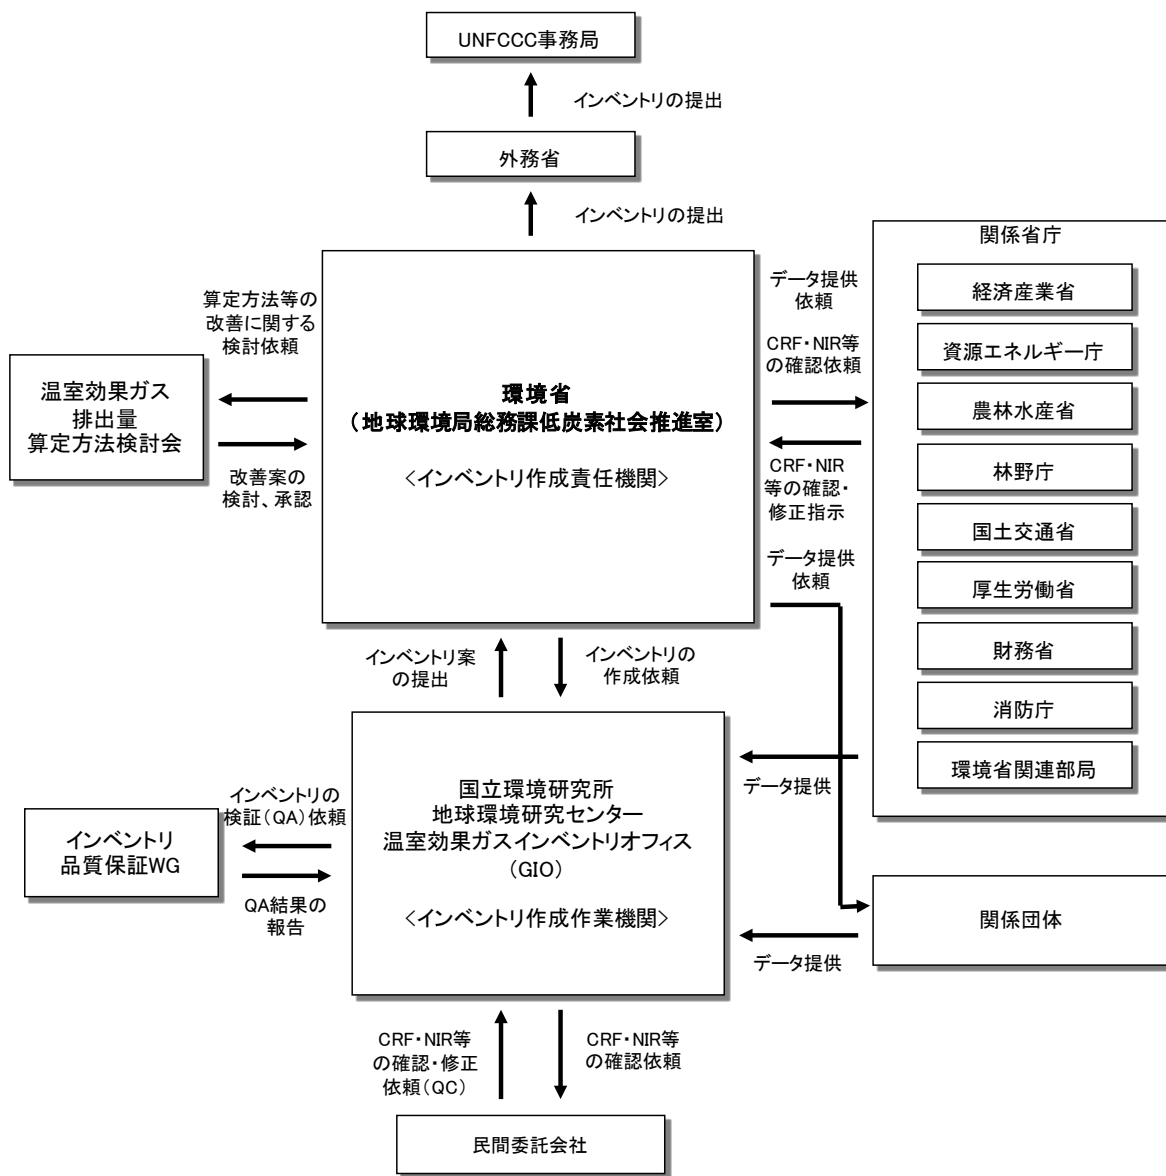 UNFCCC事務局
インベントリの提出
外務省
インベントリの提出
環境省
（地球環境局総務課低炭素社会推進室）
<インベントリ作成責任機関>
算定方法等の
改善に関する
検討依頼
温室効果ガス
排出量
算定方法検討会
改善案の
検討、承認
データ提供
依頼
CRF・NIR等
の確認依頼
CRF・NIR
等の確認・
修正指示
データ提供
依頼
関係省庁
経済産業省
資源エネルギー庁
農林水産省
林野庁
国土交通省
厚生労働省
財務省
消防庁
環境省関連部局
インベントリ案
の提出
インベントリの
作成依頼
国立環境研究所
地球環境研究センター
温室効果ガスインベントリオフィス
（GIO）
<インベントリ作成作業機関>
インベントリの
検証（QA）依頼
インベントリ
品質保証WG
QA結果の
報告
データ提供
関係団体
データ提供
CRF・NIR等
の確認・修正
依頼（QC）
CRF・NIR等
の確認依頼
民間委託会社